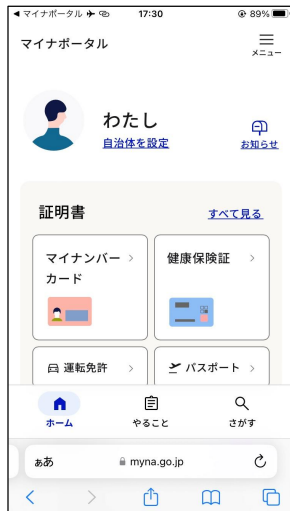 ◀ マイナポータル 17:30 89%
マイナポータル
メニュー
わたし
自治体を設定
お知らせ
証明書
すべて見る
マイナンバーカード
健康保険証
運転免許
パスポート
ホーム
やること
さがす
ぁあ
myna.go.jp